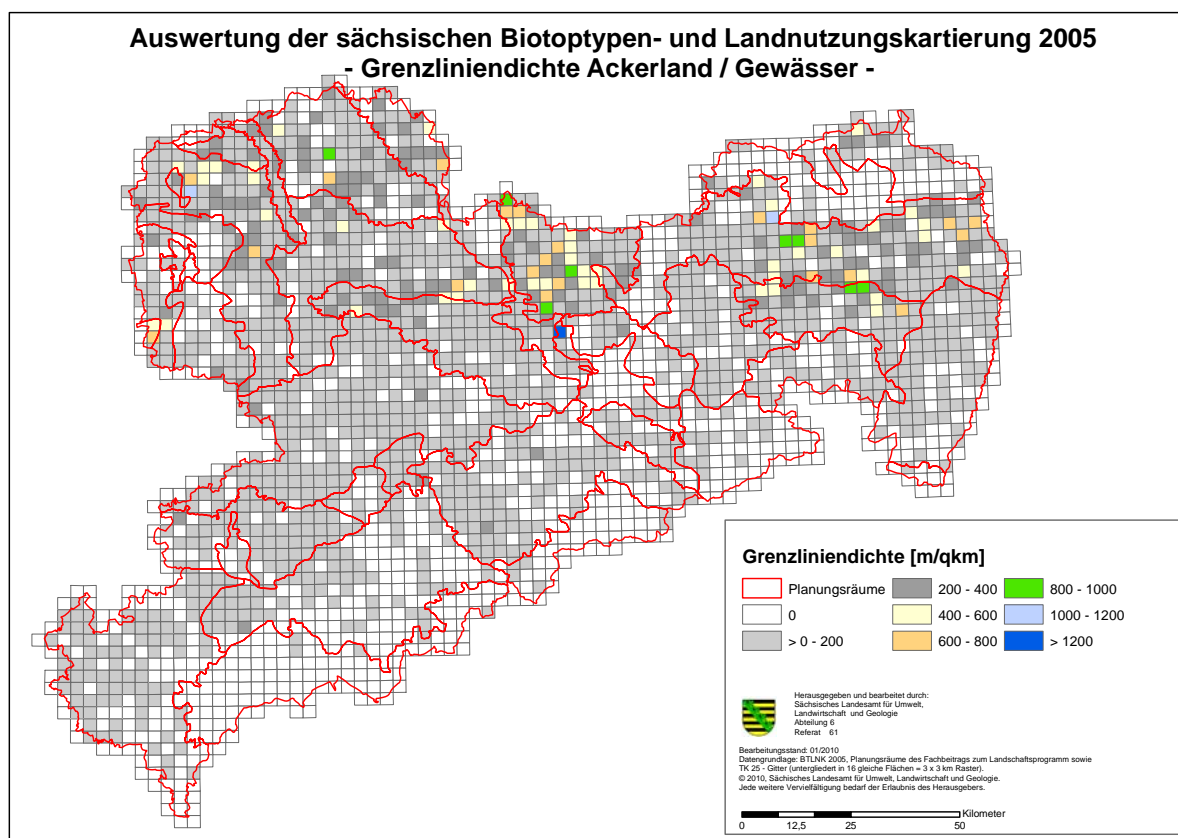 Auswertung der sächsischen Biotoptypen- und Landnutzungskartierung 2005
- Grenzliniendichte Ackerland / Gewässer -
Grenzliniendichte [m/qkm]
Planungsräume
0
> 0 - 200
200 - 400
400 - 600
600 - 800
800 - 1000
1000 - 1200
> 1200
Herausgegeben und bearbeitet durch:
Sächsisches Landesamt für Umwelt,
Landwirtschaft und Geologie
Abteilung 6
Referat 61
Bearbeitungsstand: 01/2010
Datengrundlage: BTLNK 2005, Planungsräume des Fachbeitrags zum Landschaftsprogramm sowie
TK 25 - Gitter (untergliedert in 16 gleiche Flächen = 3 x 3 km Raster).
© 2010, Sächsisches Landesamt für Umwelt, Landwirtschaft und Geologie.
Jede weitere Vervielfältigung bedarf der Erlaubnis des Herausgebers.
Kilometer
0 12,5 25 50